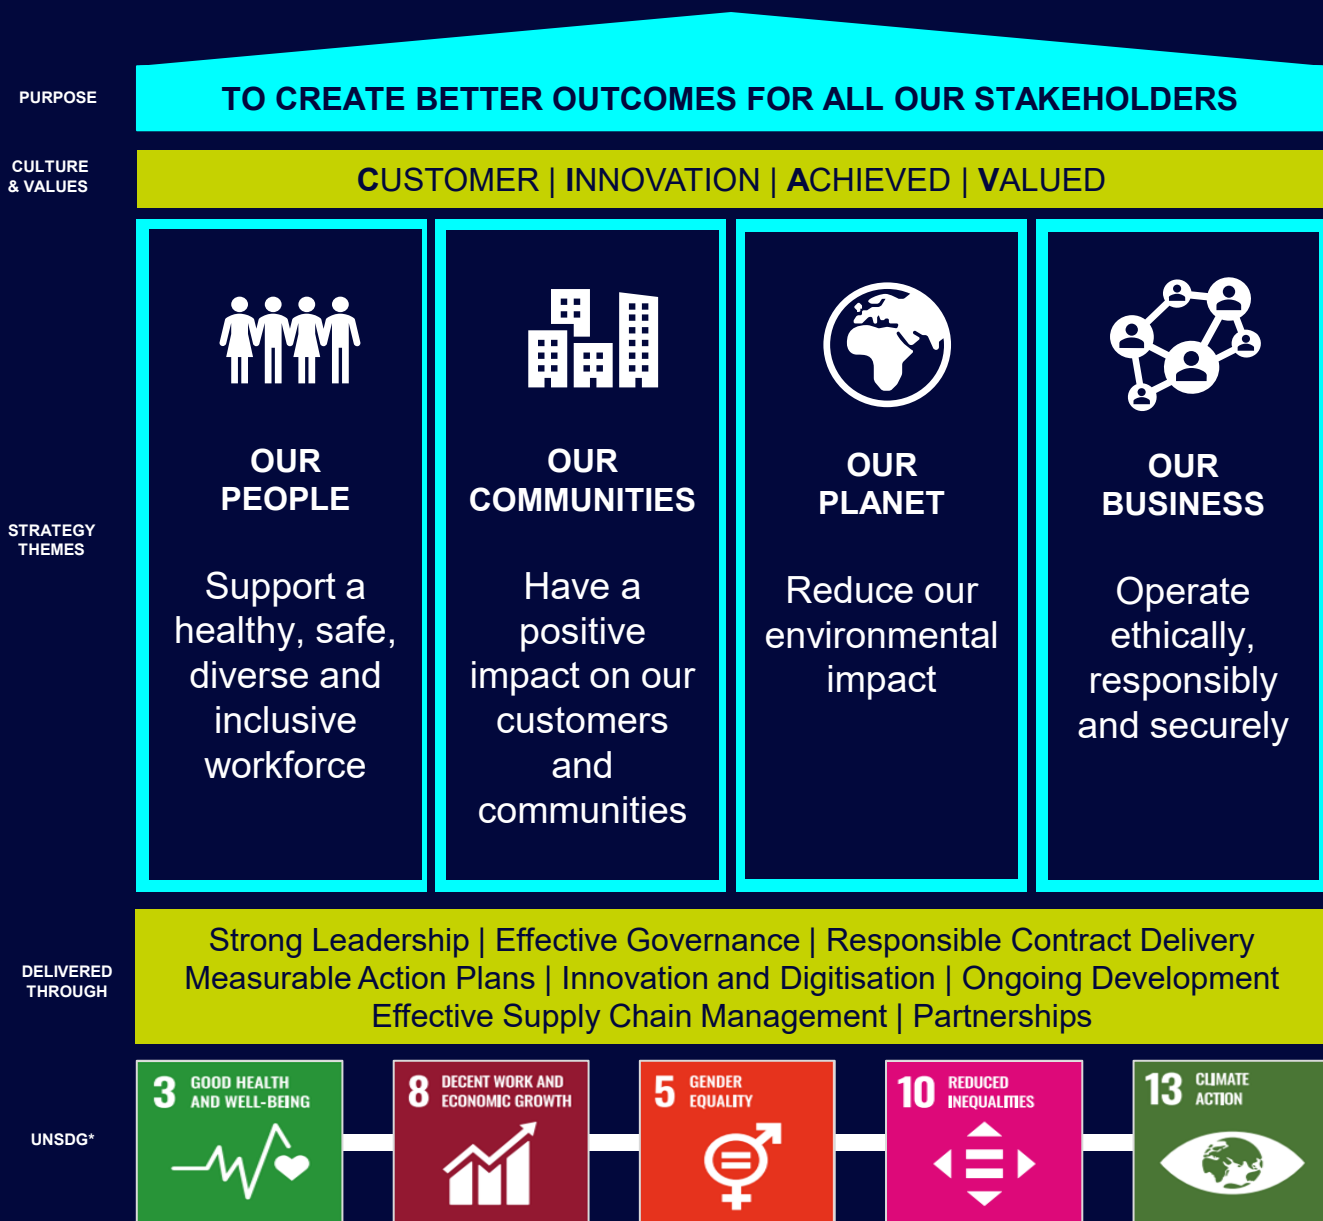 PURPOSE
TO CREATE BETTER OUTCOMES FOR ALL OUR STAKEHOLDERS
CULTURE
& VALUES
CUSTOMER | INNOVATION | ACHIEVED | VALUED
STRATEGY
THEMES
OUR
PEOPLE
Support a
healthy, safe,
diverse and
inclusive
workforce
OUR
COMMUNITIES
Have a
positive
impact on our
customers
and
communities
OUR
PLANET
Reduce our
environmental
impact
OUR
BUSINESS
Operate
ethically,
responsibly
and securely
DELIVERED
THROUGH
Strong Leadership | Effective Governance | Responsible Contract Delivery
Measurable Action Plans | Innovation and Digitisation | Ongoing Development
Effective Supply Chain Management | Partnerships
UNSDG*
3 GOOD HEALTH
AND WELL-BEING
8 DECENT WORK AND
ECONOMIC GROWTH
5 GENDER
EQUALITY
10 REDUCED
INEQUALITIES
13 CLIMATE
ACTION